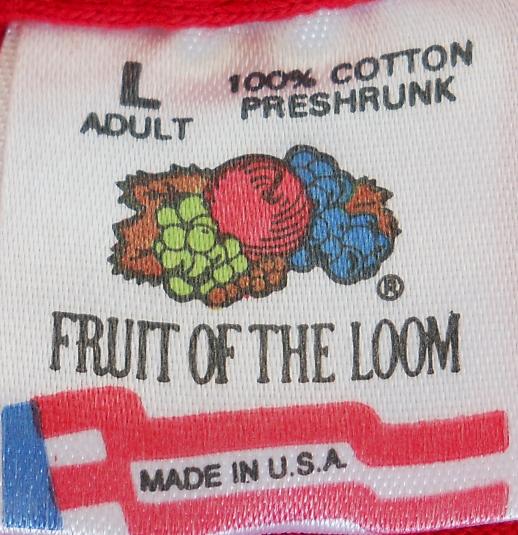 L 100% COTTON
ADULT PRESHRUNK
®
FRUIT OF THE LOOM
MADE IN U.S.A.